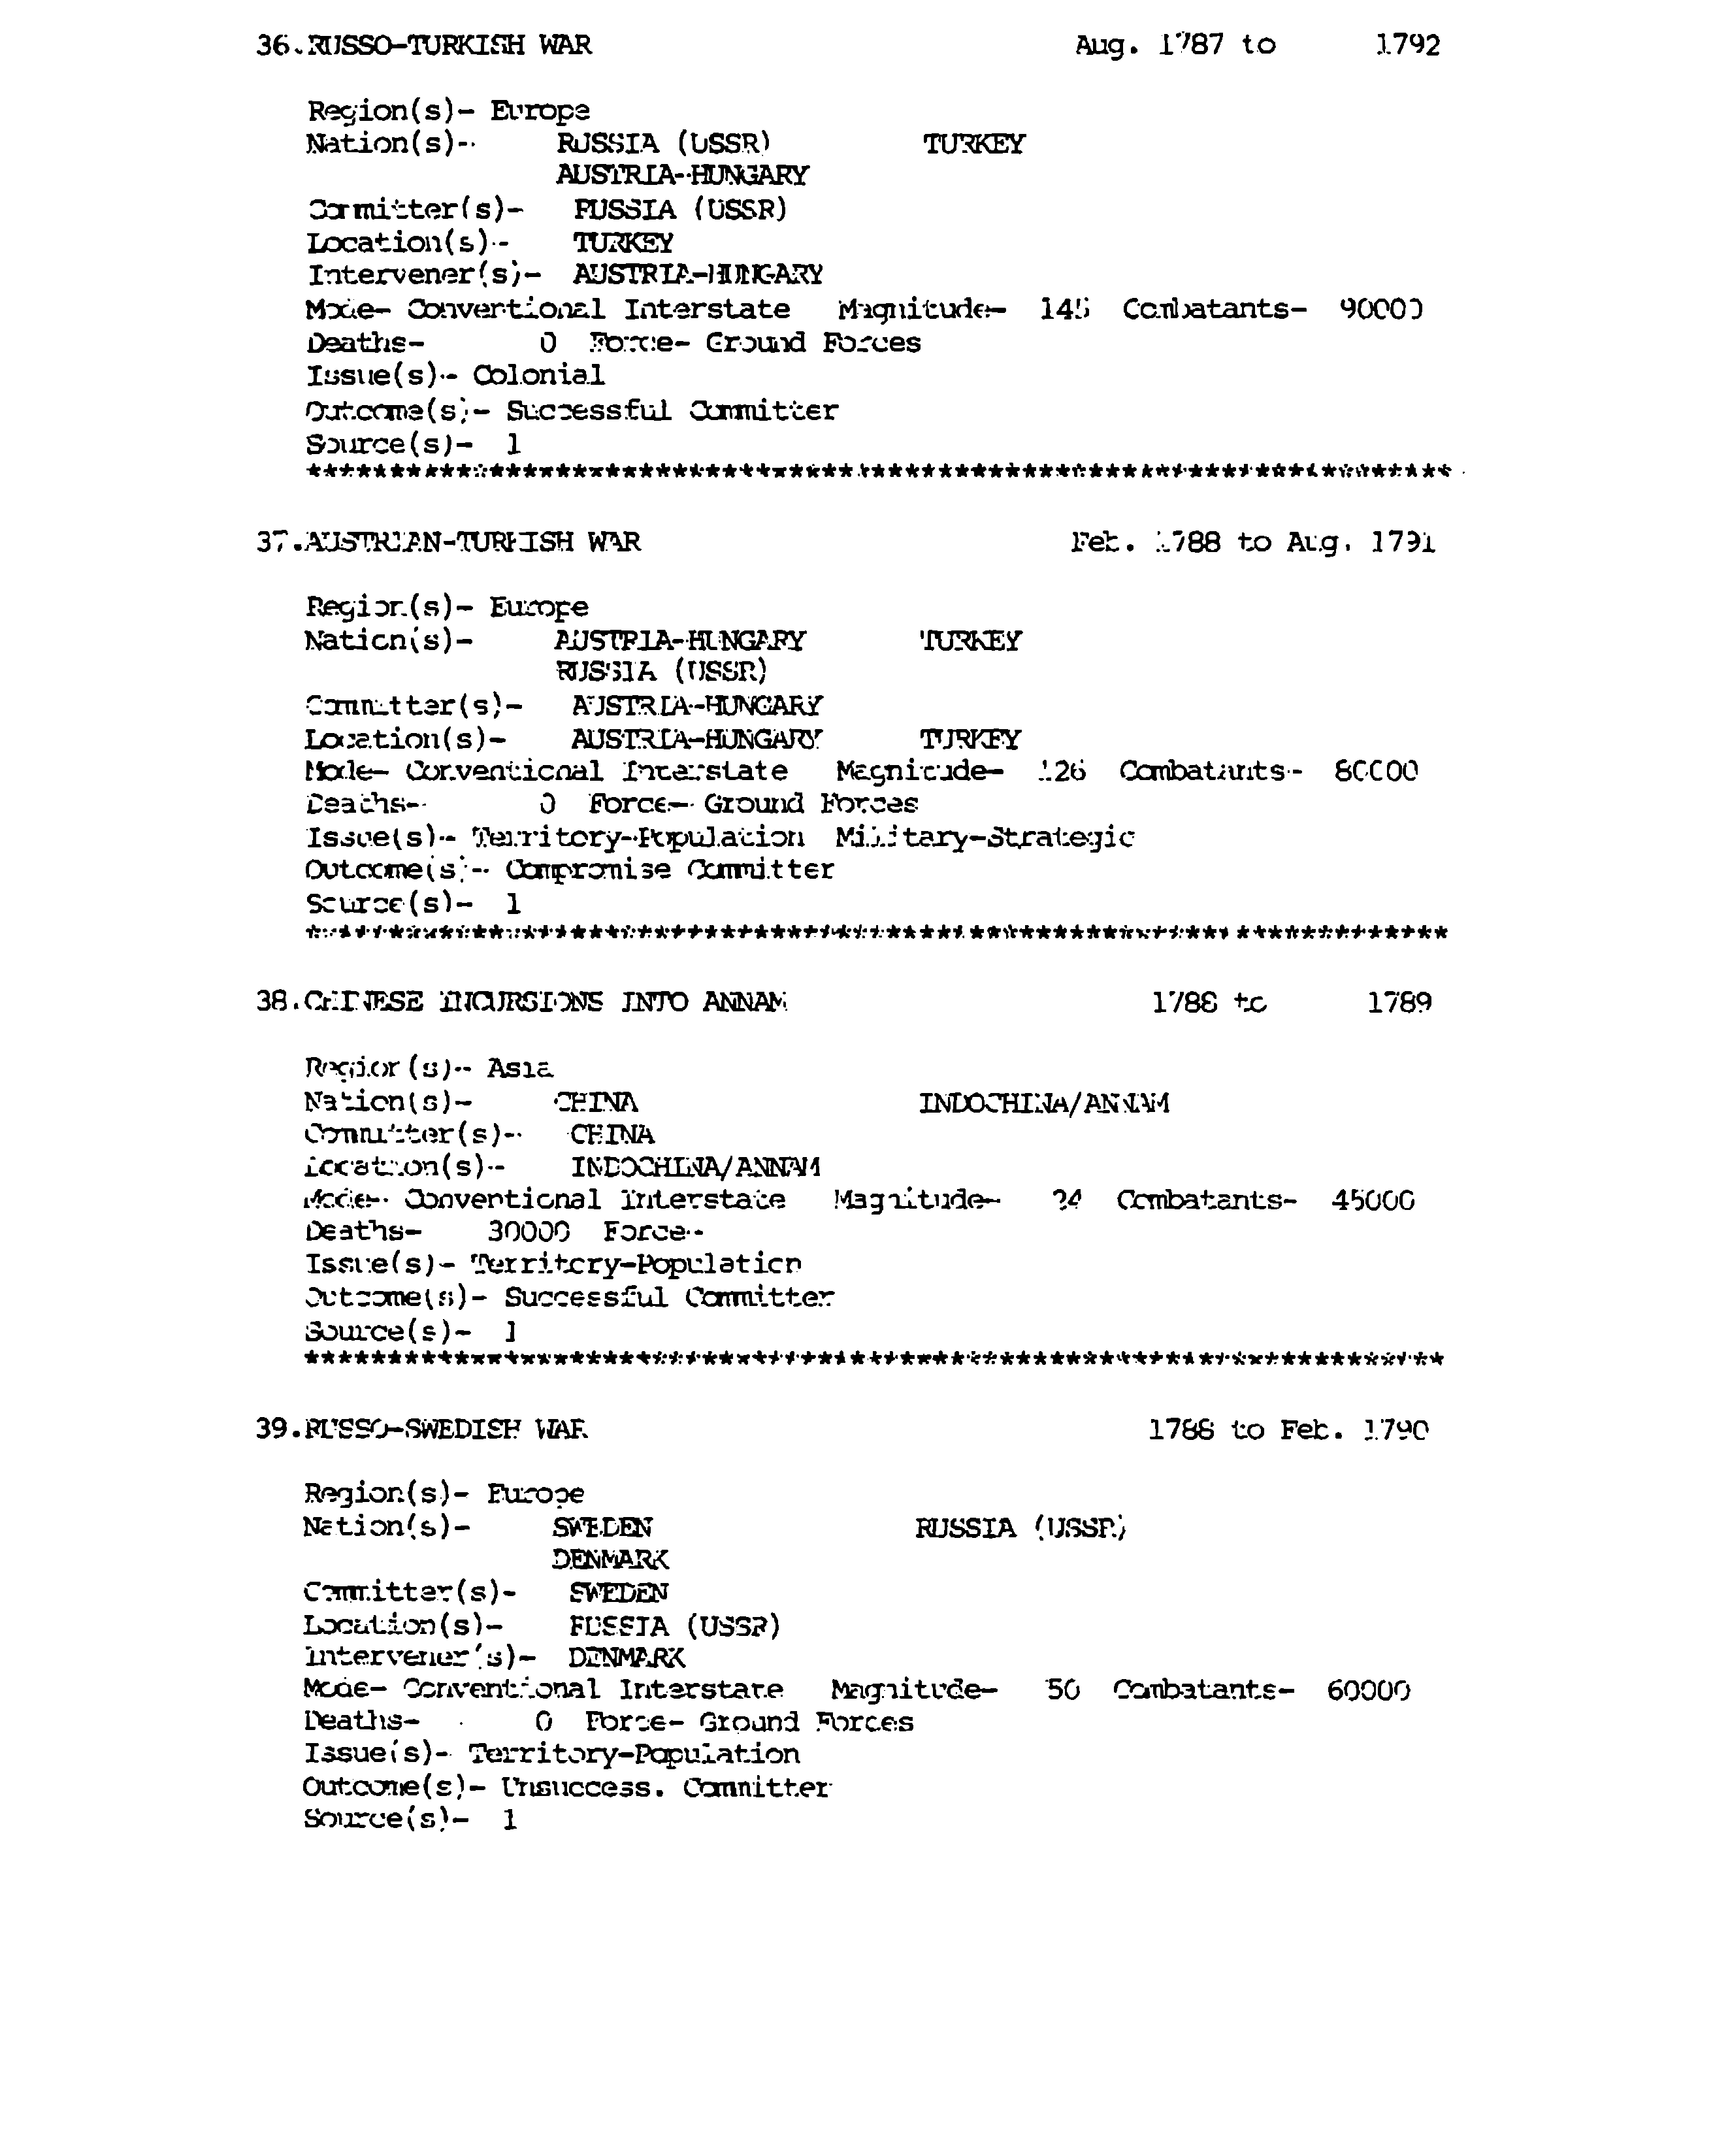 36.RUSSO-TURKISH WAR Aug. 1787 to 1792
Region(s)- Europe
Nation(s)- RUSSIA (USSR) TURKEY
AUSTRIA-HUNGARY
Committer(s)- RUSSIA (USSR)
Location(s)- TURKEY
Intervener(s)- AUSTRIA-HUNGARY
Mode- Conventional Interstate Magnitude- 145 Combatants- 90000
Deaths- 0 Force- Ground Forces
Issue(s)- Colonial
Outcome(s)- Successful Committer
Source(s)- 1
*********************************************************************
37.AUSTRIAN-TURKISH WAR Feb. 1788 to Aug. 1791
Region(s)- Europe
Nation(s)- AUSTRIA-HUNGARY TURKEY
RUSSIA (USSR)
Committer(s)- AUSTRIA-HUNGARY
Location(s)- AUSTRIA-HUNGARY TURKEY
Mode- Conventional Interstate Magnitude- 126 Combatants- 80000
Deaths- 0 Force- Ground Forces
Issue(s)- Territory-Population Military-Strategic
Outcome(s)- Compromise Committer
Source(s)- 1
*********************************************************************
38.CHINESE INCURSIONS INTO ANNAM 1788 to 1789
Region(s)- Asia
Nation(s)- CHINA INDOCHINA/ANNAM
Committer(s)- CHINA
Location(s)- INDOCHINA/ANNAM
Mode- Conventional Interstate Magnitude- 24 Combatants- 45000
Deaths- 30000 Force-
Issue(s)- Territory-Population
Outcome(s)- Successful Committer
Source(s)- 1
*********************************************************************
39.RUSSO-SWEDISH WAR 1788 to Feb. 1790
Region(s)- Europe
Nation(s)- SWEDEN RUSSIA (USSR)
DENMARK
Committer(s)- SWEDEN
Location(s)- RUSSIA (USSR)
Intervener(s)- DENMARK
Mode- Conventional Interstate Magnitude- 50 Combatants- 60000
Deaths- 0 Force- Ground Forces
Issue(s)- Territory-Population
Outcome(s)- Unsuccess. Committer
Source(s)- 1